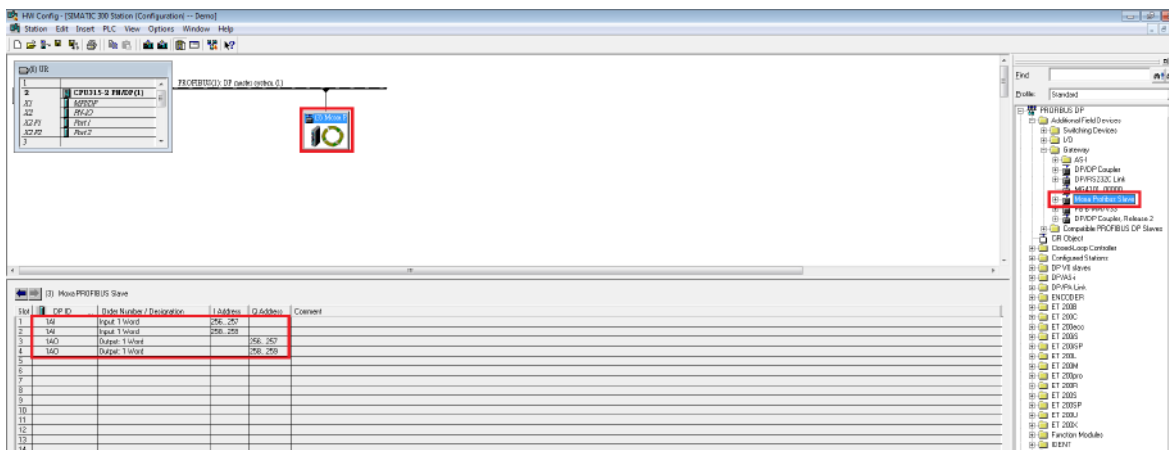 HW Config - [SIMATIC 300 Station (Configuration) -- Demo]
Station Edit Insert PLC View Options Window Help
(0) UR
1
2 CPU315-2 PN/DP(1)
X1 MPI/DP
X2 PN-IO
X2 P1 Port 1
X2 P2 Port 2
3
PROFIBUS(1): DP master system (1)
(3) Moxa P
Find
Profile: Standard
PROFIBUS DP
Additional Field Devices
Switching Devices
I/O
Gateway
AS-I
DP/DP Coupler
DP/RS232C Link
Moxa Profibus Slave
DP/DP Coupler, Release 2
Compatible PROFIBUS DP Slaves
CiR Object
Closed-Loop Controller
Configured Stations
DP V0 slaves
DP/AS-i
DP/PA Link
ENCODER
ET 200B
ET 200C
ET 200eco
ET 200iS
ET 200iSP
ET 200L
ET 200M
ET 200pro
ET 200R
ET 200S
ET 200SP
ET 200U
ET 200X
Function Modules
IDENT
(3) Moxa PROFIBUS Slave
Slot DP ID ... Order Number / Designation I Address Q Address Comment
1 1AI Input: 1 Word 256...257
2 1AI Input: 1 Word 258...259
3 1AO Output: 1 Word 256...257
4 1AO Output: 1 Word 258...259
5
6
7
8
9
10
11
12
13
14